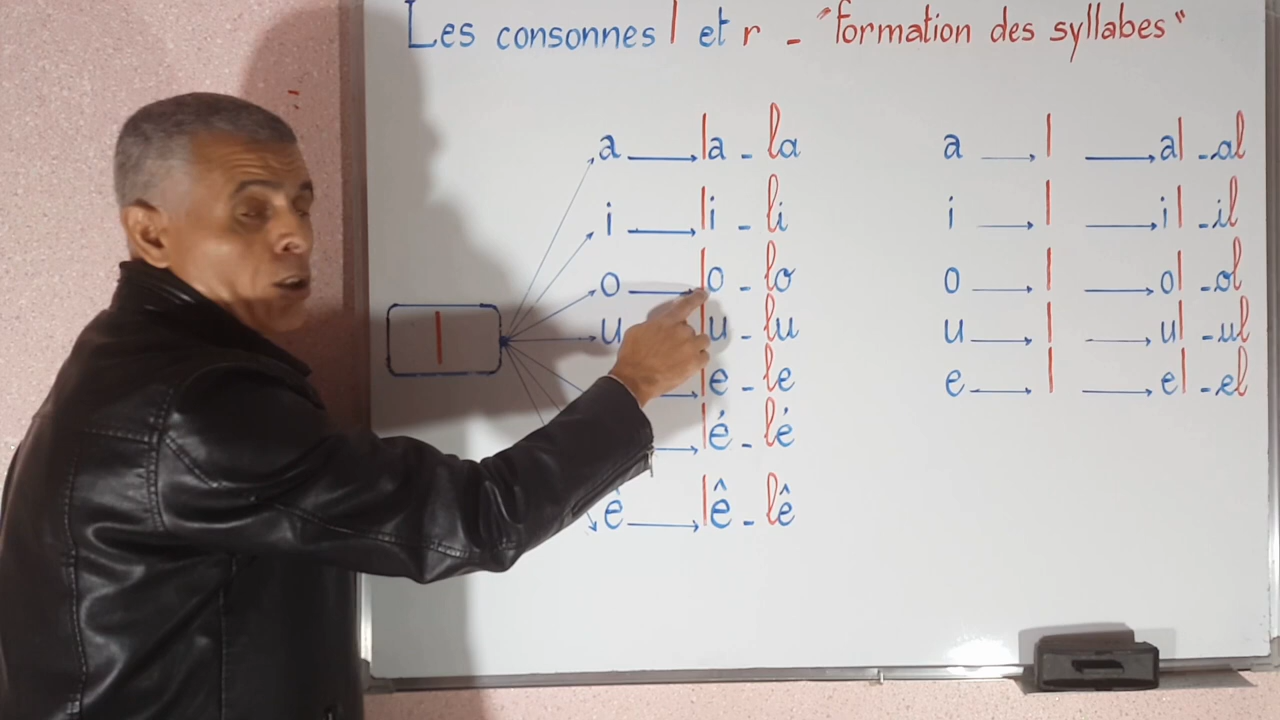 Les consonnes l et r - "formation des syllabes"
a la - la a l al - al
i li - li i l il - il
o lo - lo o l ol - ol
l u lu - lu u l ul - ul
le - le e l el - el
lé - lé
ê lê - lê